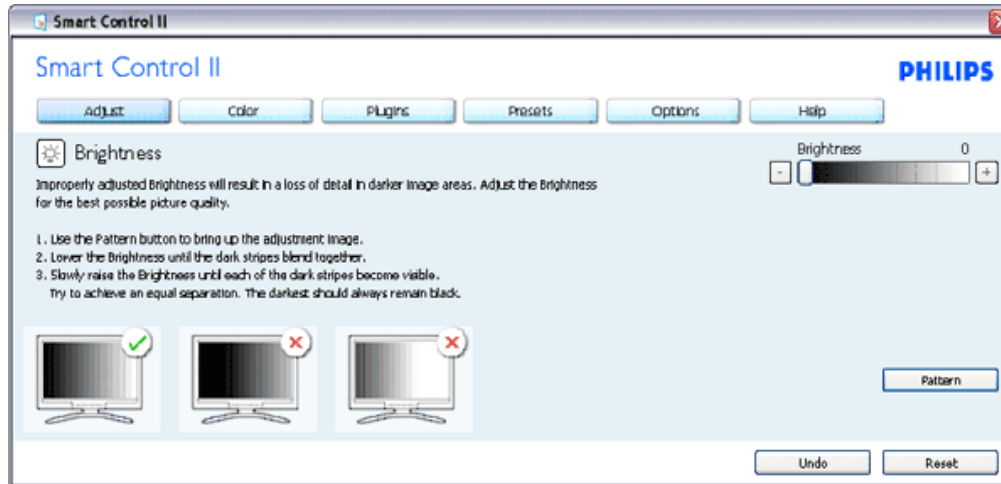 Smart Control II
Smart Control II
PHILIPS
Adjust Color Plugins Presets Options Help
Brightness
Brightness 0
- +
Improperly adjusted Brightness will result in a loss of detail in darker image areas. Adjust the Brightness
for the best possible picture quality.
1. Use the Pattern button to bring up the adjustment image.
2. Lower the Brightness until the dark stripes blend together.
3. Slowly raise the Brightness until each of the dark stripes become visible.
Try to achieve an equal separation. The darkest should always remain black.
Pattern
Undo Reset